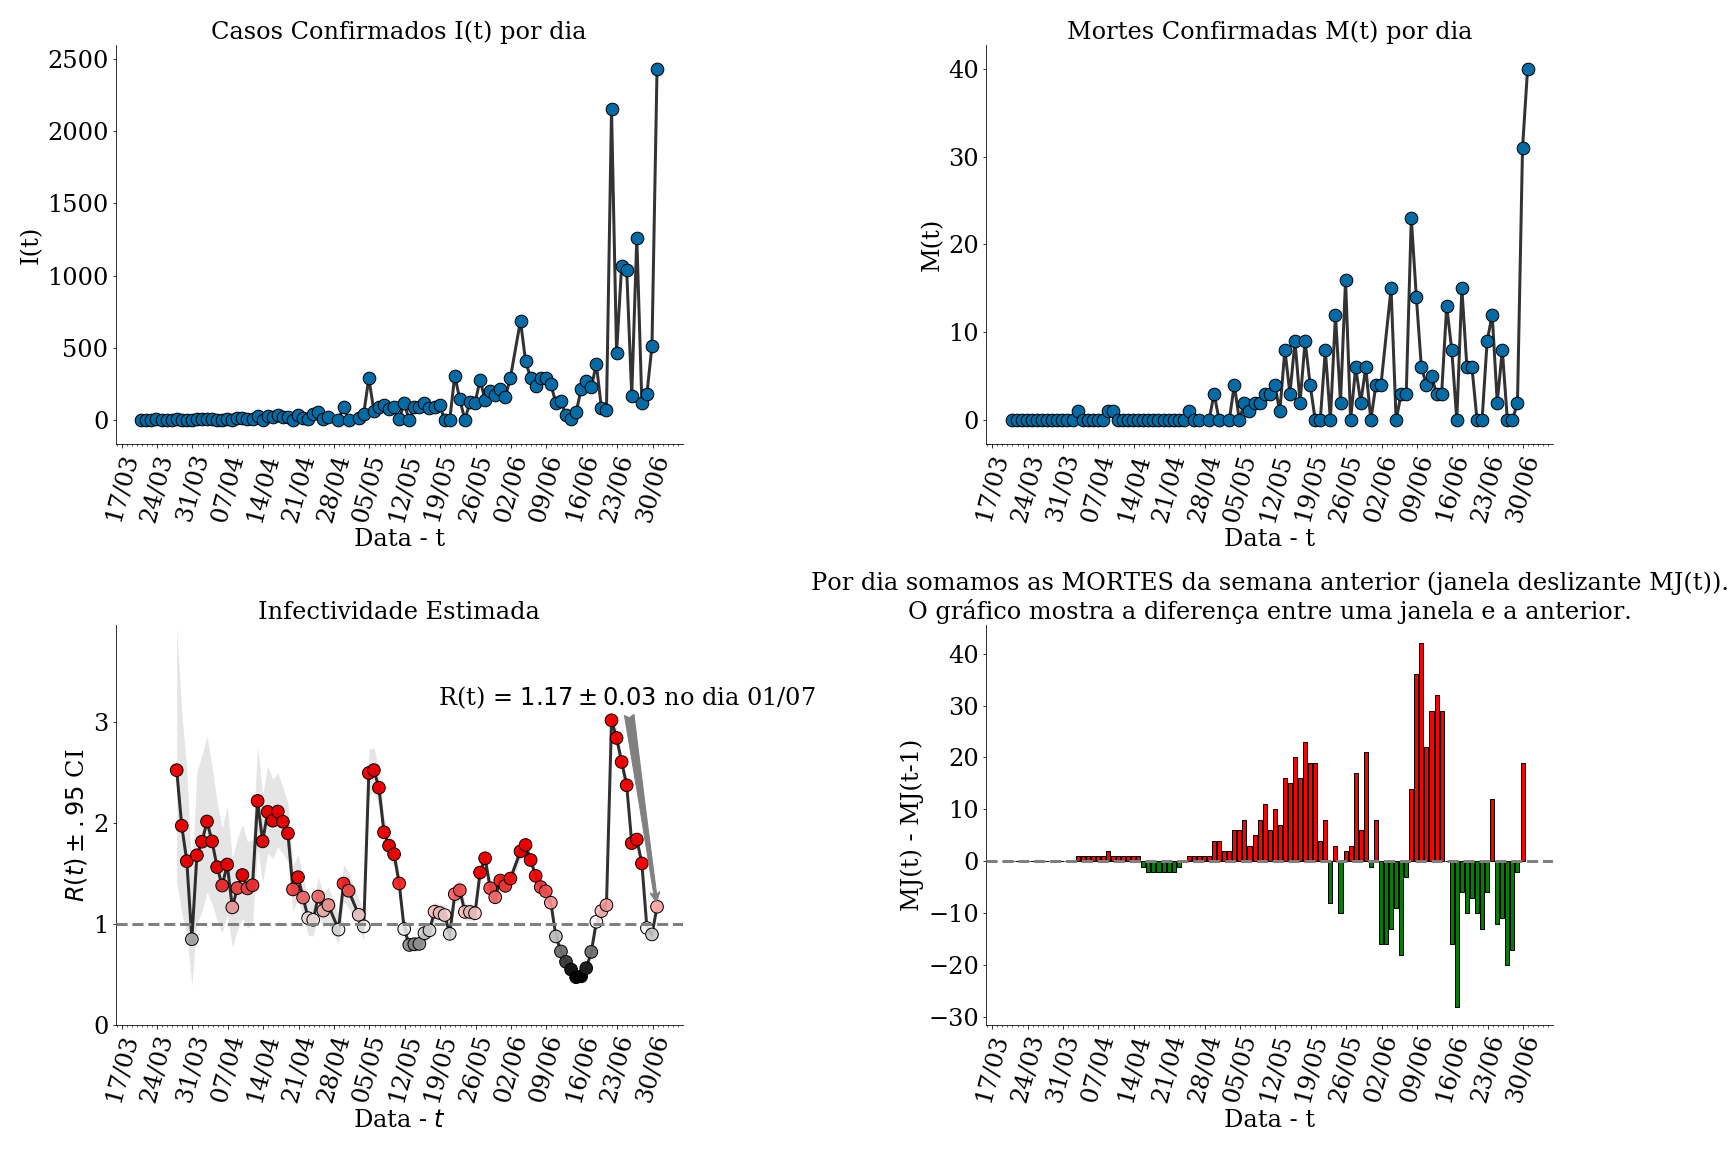 Casos Confirmados I(t) por dia
2500
2000
1500
1000
500
0
I(t)
17/03 24/03 31/03 07/04 14/04 21/04 28/04 05/05 12/05 19/05 26/05 02/06 09/06 16/06 23/06 30/06
Data - t
Mortes Confirmadas M(t) por dia
40
30
20
10
0
M(t)
17/03 24/03 31/03 07/04 14/04 21/04 28/04 05/05 12/05 19/05 26/05 02/06 09/06 16/06 23/06 30/06
Data - t
Infectividade Estimada
R(t) = 1.17 ± 0.03 no dia 01/07
3
2
1
0
R(t) ± .95 CI
17/03 24/03 31/03 07/04 14/04 21/04 28/04 05/05 12/05 19/05 26/05 02/06 09/06 16/06 23/06 30/06
Data - t
Por dia somamos as MORTES da semana anterior (janela deslizante MJ(t)).
O gráfico mostra a diferença entre uma janela e a anterior.
40
30
20
10
0
−10
−20
−30
MJ(t) - MJ(t-1)
17/03 24/03 31/03 07/04 14/04 21/04 28/04 05/05 12/05 19/05 26/05 02/06 09/06 16/06 23/06 30/06
Data - t